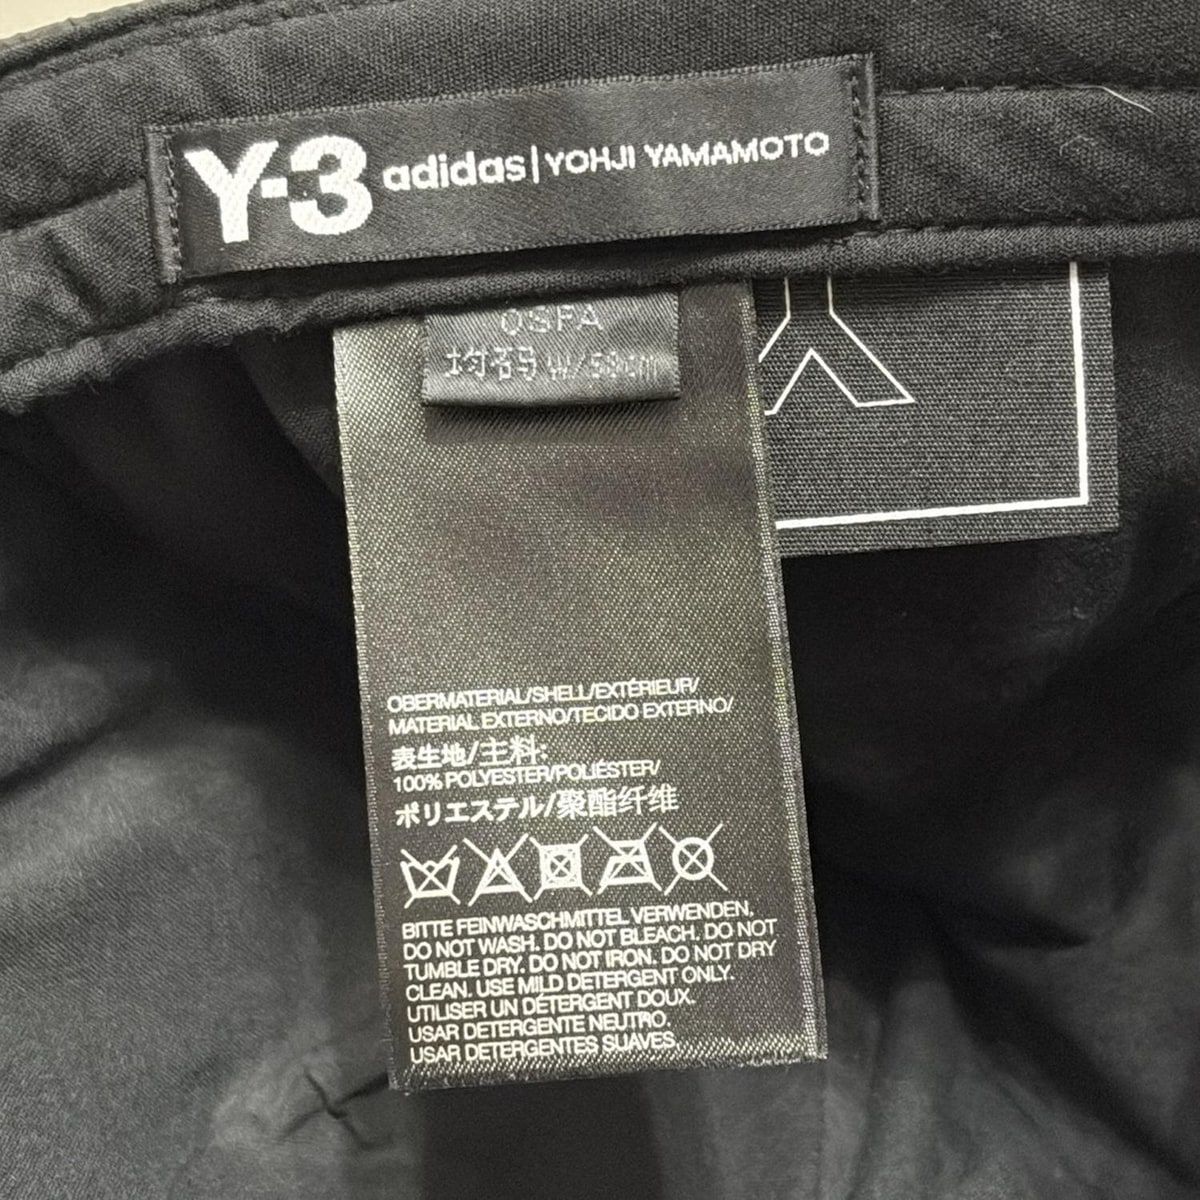 Y-3 adidas | YOHJI YAMAMOTO
OSFA
均码 W/58cm
OBERMATERIAL/SHELL/EXTÉRIEUR/
MATERIAL EXTERNO/TECIDO EXTERNO/
表生地/主料:
100% POLYESTER/POLIÉSTER/
ポリエステル/聚酯纤维
BITTE FEINWASCHMITTEL VERWENDEN.
DO NOT WASH. DO NOT BLEACH. DO NOT
TUMBLE DRY. DO NOT IRON. DO NOT DRY
CLEAN. USE MILD DETERGENT ONLY.
UTILISER UN DÉTERGENT DOUX.
USAR DETERGENTE NEUTRO.
USAR DETERGENTES SUAVES.